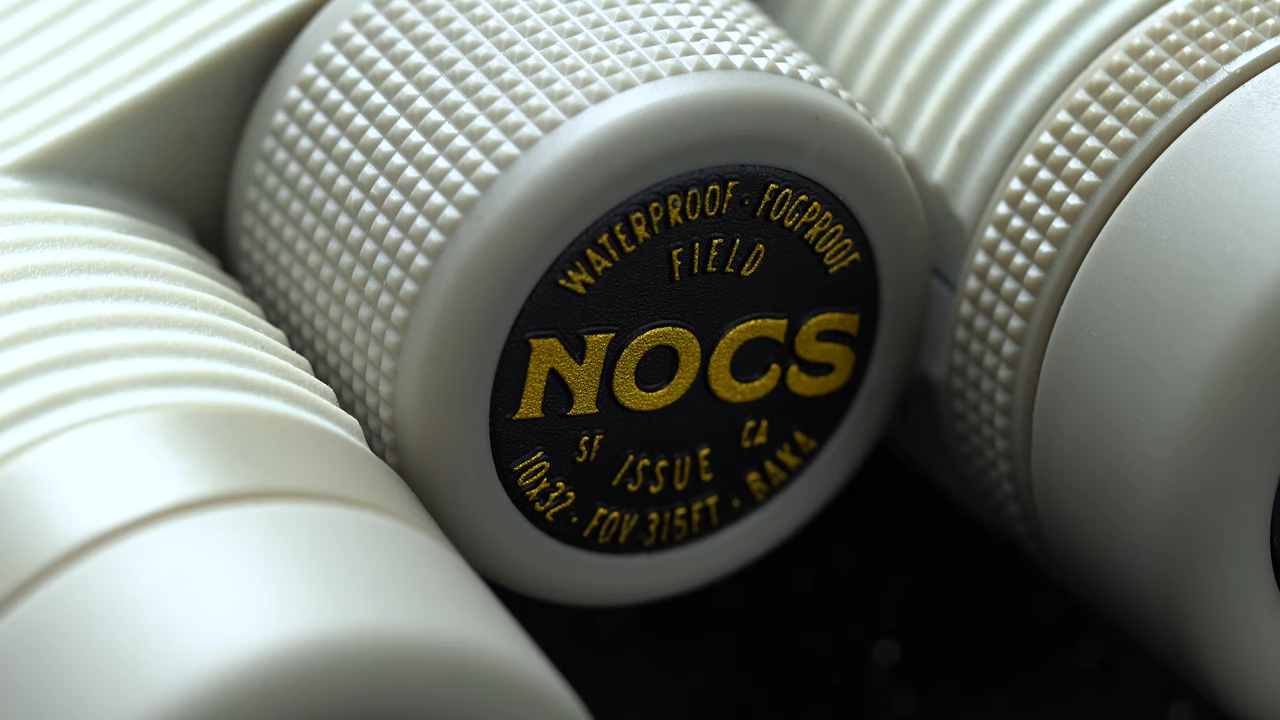 WATERPROOF · FOGPROOF
FIELD
NOCS
SF CA
ISSUE
10x32 · FOV 315FT · BAK4